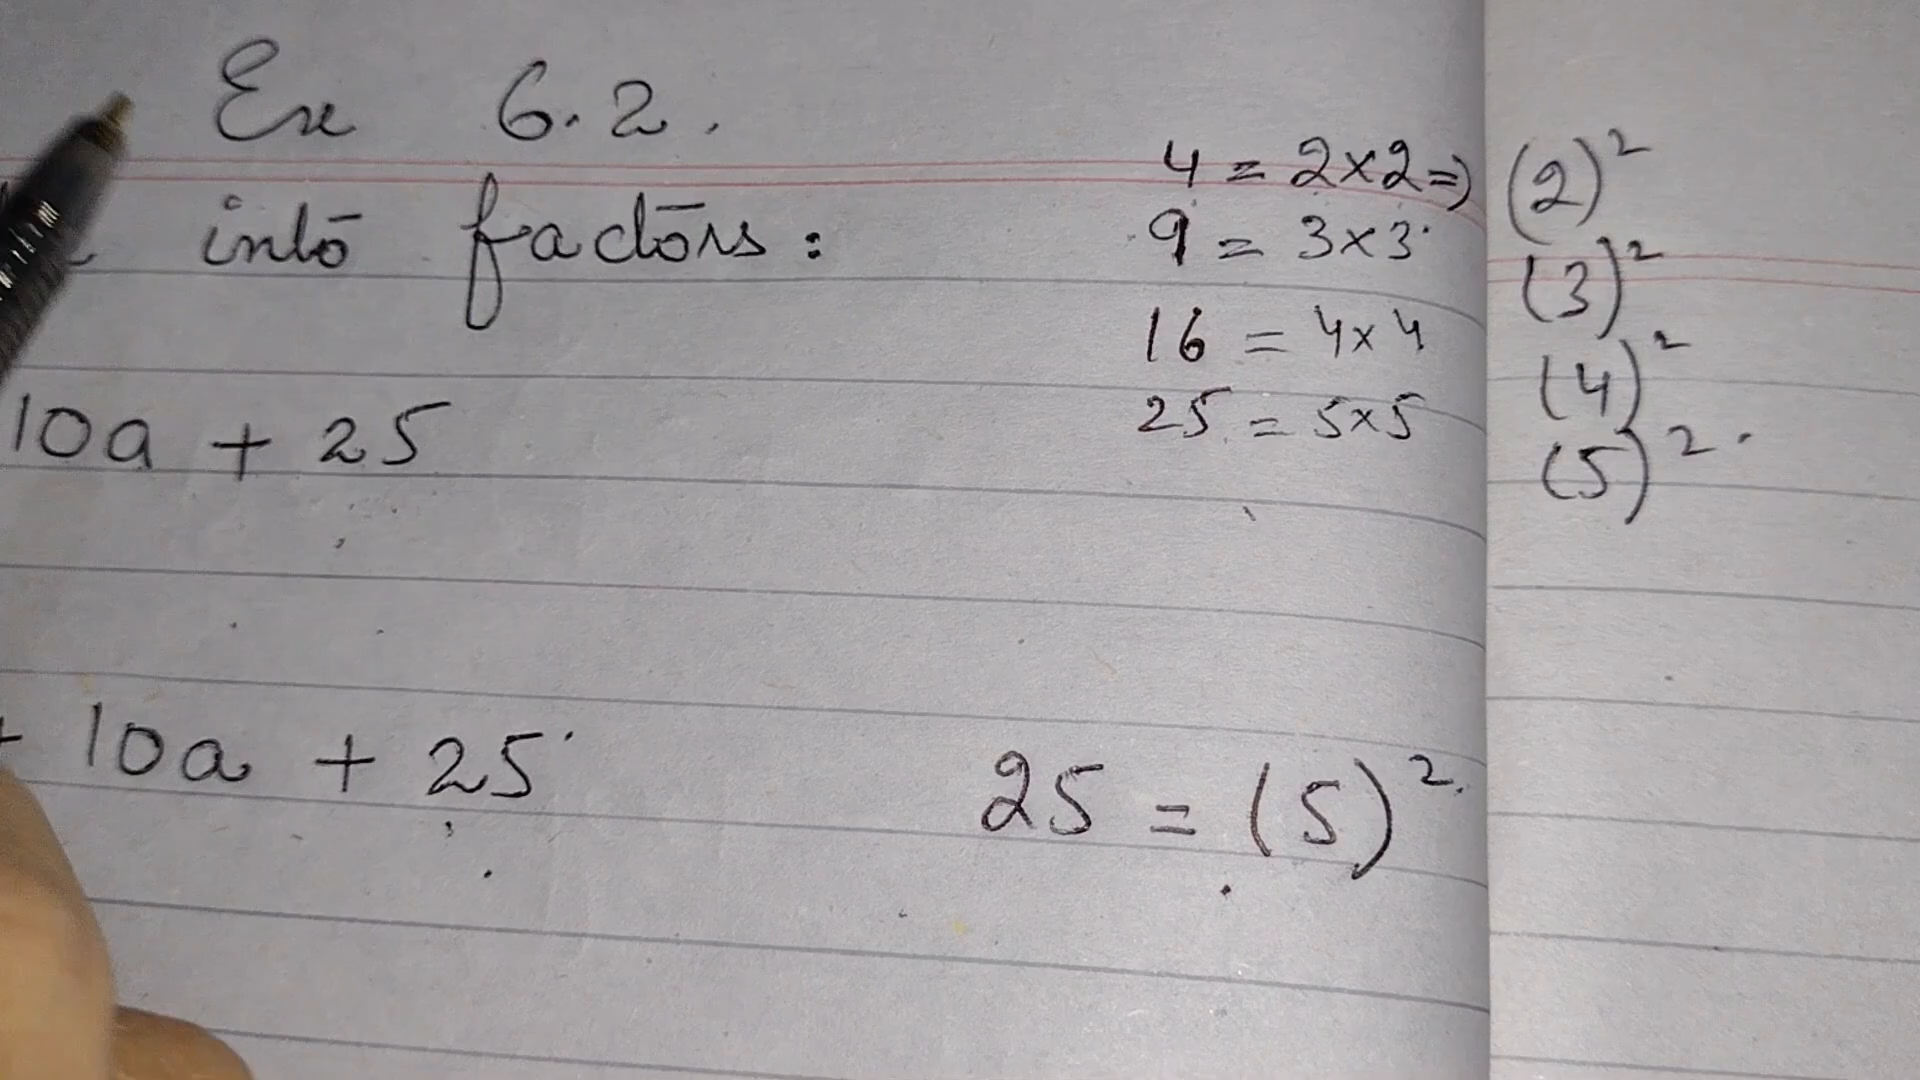 Ex 6.2.
into factors:
10a + 25
+ 10a + 25
4 = 2×2 => (2)²
9 = 3×3 (3)²
16 = 4×4 (4)²
25 = 5×5 (5)²
25 = (5)²